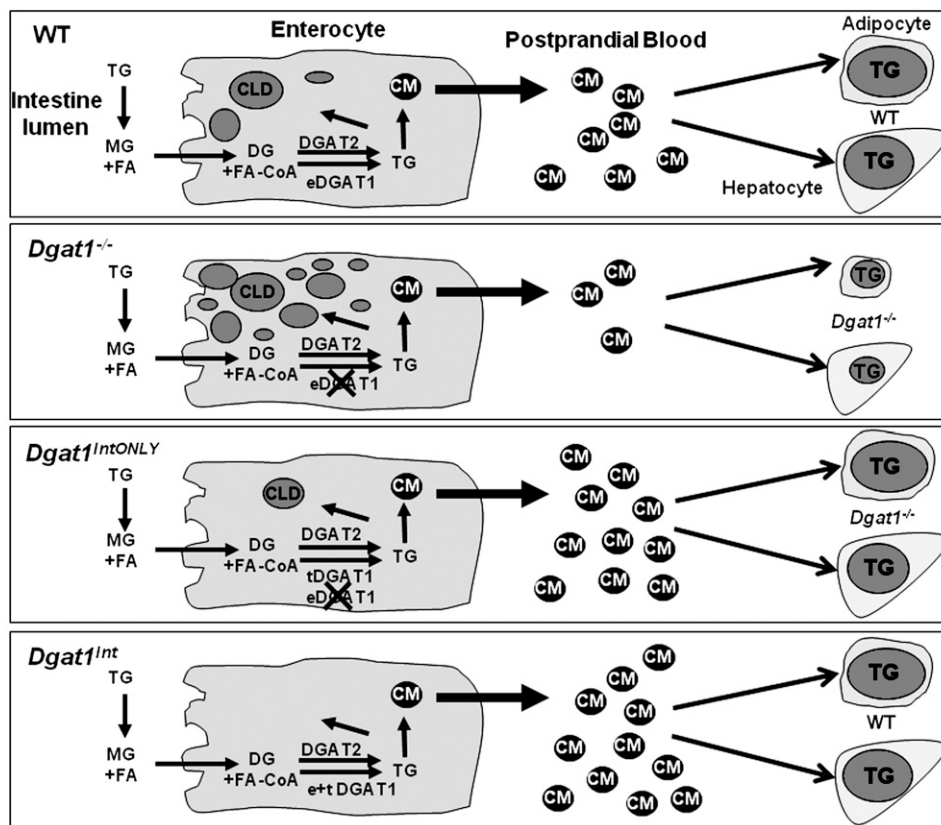 WT
Enterocyte
Postprandial Blood
Adipocyte
TG
Intestine
lumen
MG
+FA
CLD
DG
+FA-CoA
DGAT2
eDGAT1
TG
CM
CM
CM
CM
CM
CM
CM
CM
CM
TG
WT
TG
Hepatocyte
Dgat1-/-
TG
MG
+FA
CLD
DG
+FA-CoA
DGAT2
eDGAT1
TG
CM
CM
CM
CM
TG
Dgat1-/-
TG
Dgat1IntONLY
TG
MG
+FA
CLD
DG
+FA-CoA
DGAT2
tDGAT1
eDGAT1
TG
CM
CM
CM
CM
CM
CM
CM
CM
CM
CM
CM
TG
Dgat1-/-
TG
Dgat1Int
TG
MG
+FA
DG
+FA-CoA
DGAT2
e+t DGAT1
TG
CM
CM
CM
CM
CM
CM
CM
CM
CM
CM
CM
CM
CM
TG
WT
TG